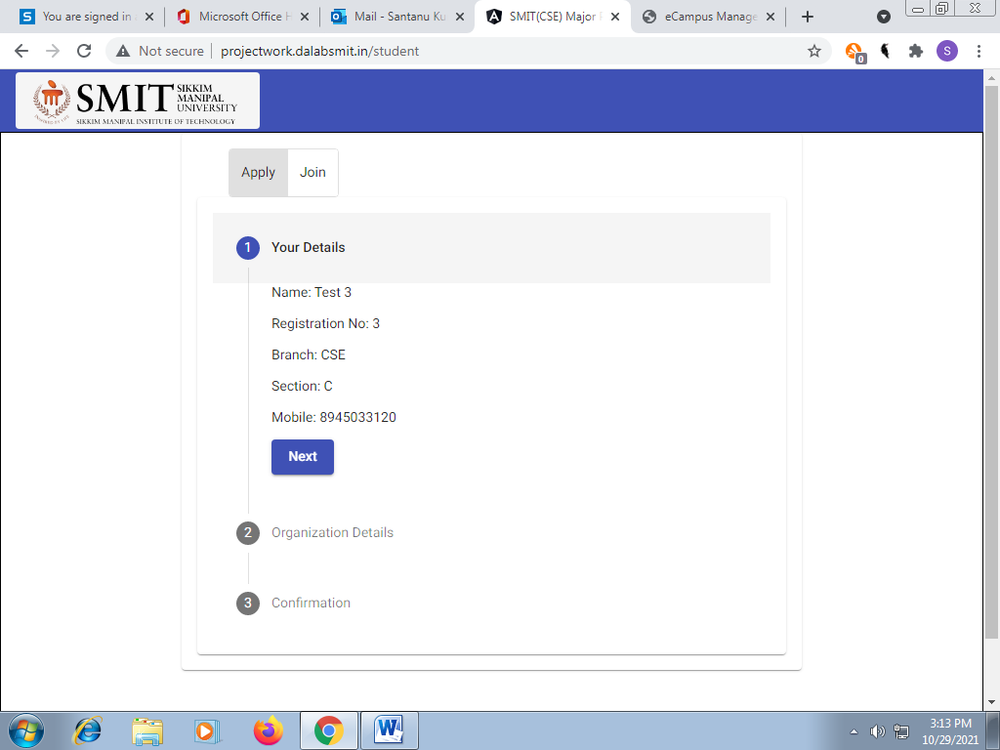 You are signed in
Microsoft Office
Mail - Santanu Ku
SMIT(CSE) Major
eCampus Manage
Not secure
projectwork.dalabsmit.in/student
0
S
SMIT SIKKIM MANIPAL UNIVERSITY
SIKKIM MANIPAL INSTITUTE OF TECHNOLOGY
Apply
Join
1 Your Details
Name: Test 3
Registration No: 3
Branch: CSE
Section: C
Mobile: 8945033120
Next
2 Organization Details
3 Confirmation
3:13 PM
10/29/2021